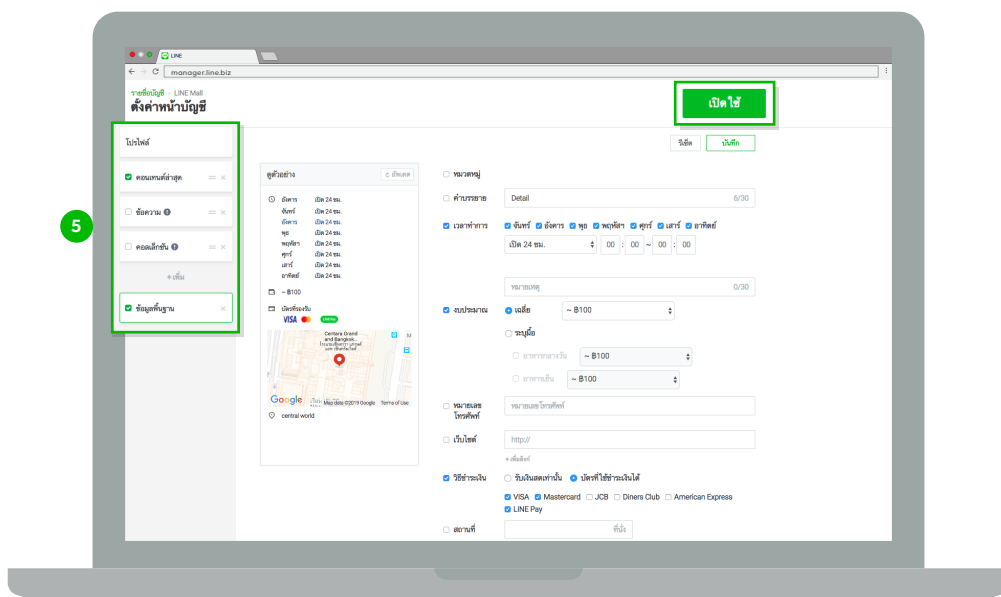 LINE
manager.line.biz
รายชื่อบัญชี LINE Mall
ตั้งค่าหน้าบัญชี
เปิดใช้
รีเซ็ต บันทึก
5
โปรไฟล์
คอนเทนต์ล่าสุด
ข้อความ
คอลเล็กชัน
+ เพิ่ม
ข้อมูลพื้นฐาน
ดูตัวอย่าง อัพเดต
อังคาร เปิด 24 ชม.
จันทร์ เปิด 24 ชม.
อังคาร เปิด 24 ชม.
พุธ เปิด 24 ชม.
พฤหัสฯ เปิด 24 ชม.
ศุกร์ เปิด 24 ชม.
เสาร์ เปิด 24 ชม.
อาทิตย์ เปิด 24 ชม.
~ ฿100
บัตรที่รองรับ
VISA
Centara Grand
and Bangkok...
Google Map data ©2019 Google Terms of Use
central world
หมวดหมู่
คำบรรยาย Detail 6/30
เวลาทำการ จันทร์ อังคาร พุธ พฤหัสฯ ศุกร์ เสาร์ อาทิตย์
เปิด 24 ชม. 00 : 00 ~ 00 : 00
หมายเหตุ 0/30
งบประมาณ เฉลี่ย ~ ฿100
ระบุมื้อ
อาหารกลางวัน ~ ฿100
อาหารเย็น ~ ฿100
หมายเลข
โทรศัพท์
หมายเลขโทรศัพท์
เว็บไซต์ http://
+ เพิ่มลิงก์
วิธีชำระเงิน รับเงินสดเท่านั้น บัตรที่ใช้ชำระเงินได้
VISA Mastercard JCB Diners Club American Express
LINE Pay
สถานที่ ที่นั่ง